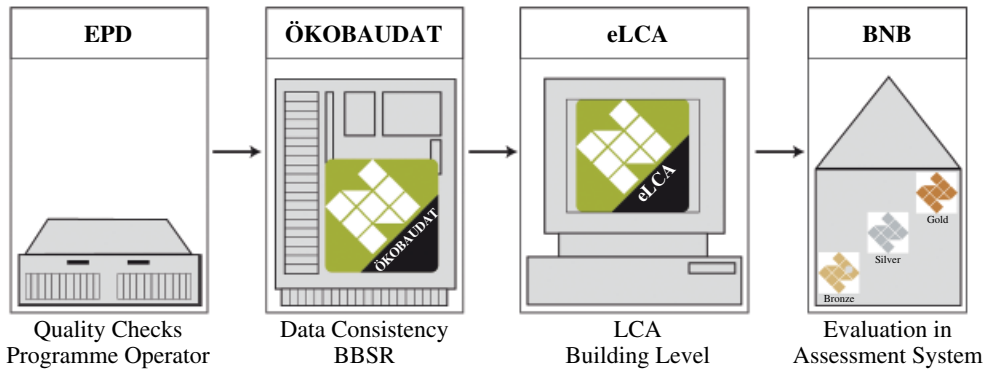 EPD
Quality Checks
Programme Operator
ÖKOBAUDAT
ÖKOBAUDAT
Data Consistency
BBSR
eLCA
eLCA
LCA
Building Level
BNB
Gold
Silver
Bronze
Evaluation in
Assessment System